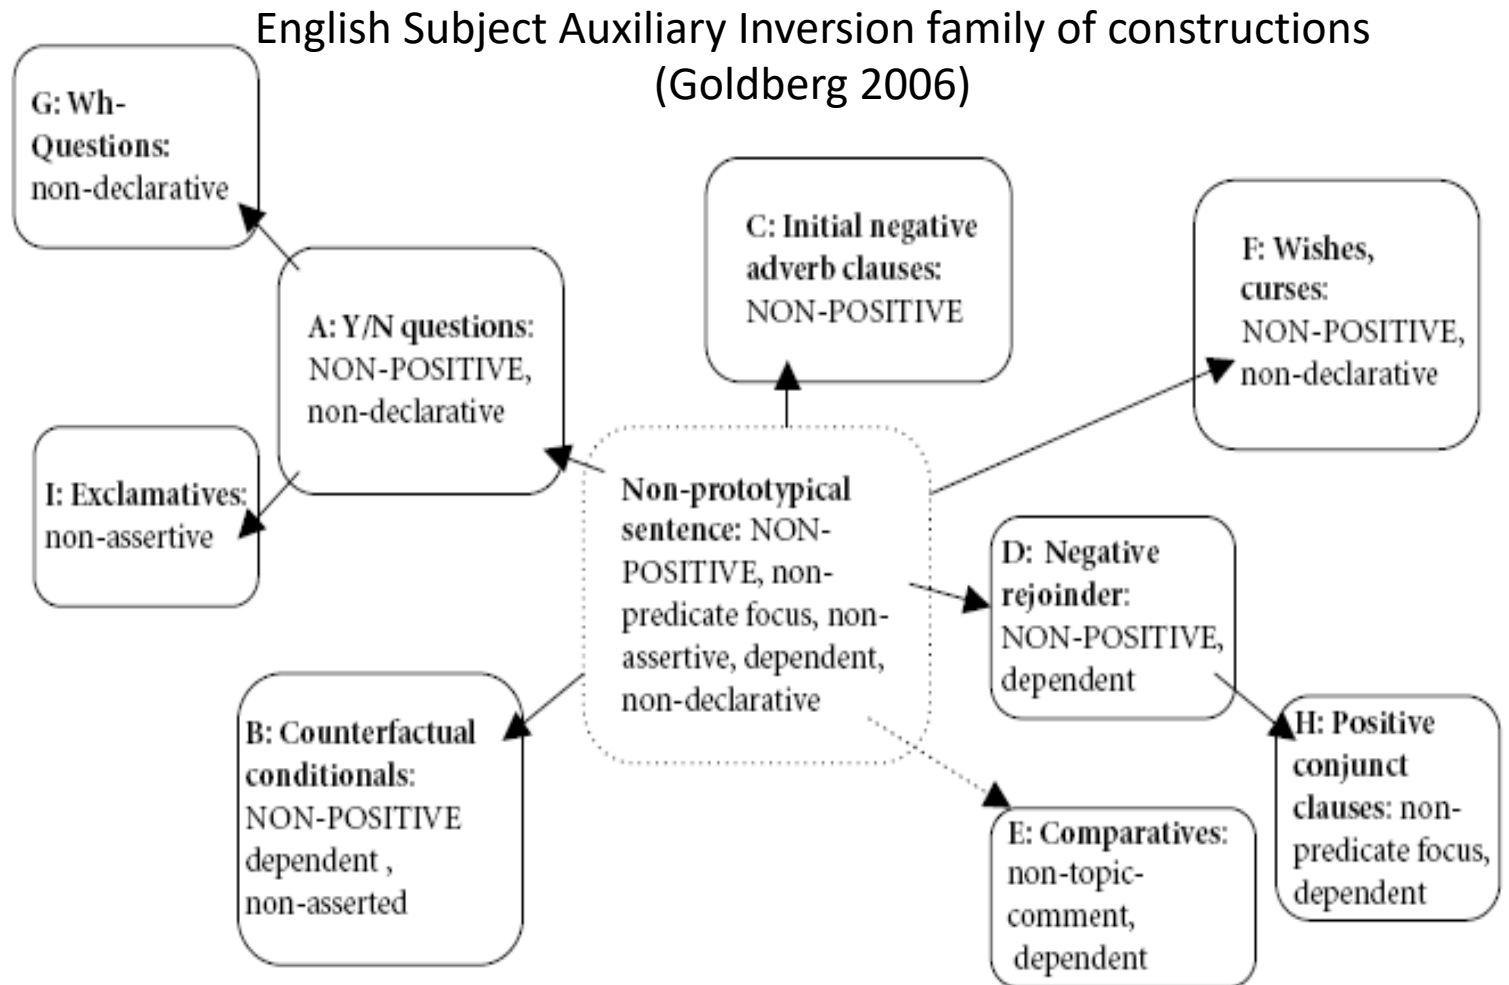 English Subject Auxiliary Inversion family of constructions
(Goldberg 2006)
G: Wh-
Questions:
non-declarative
A: Y/N questions:
NON-POSITIVE,
non-declarative
I: Exclamatives:
non-assertive
C: Initial negative
adverb clauses:
NON-POSITIVE
F: Wishes,
curses:
NON-POSITIVE,
non-declarative
Non-prototypical
sentence: NON-
POSITIVE, non-
predicate focus, non-
assertive, dependent,
non-declarative
D: Negative
rejoinder:
NON-POSITIVE,
dependent
B: Counterfactual
conditionals:
NON-POSITIVE
dependent ,
non-asserted
E: Comparatives:
non-topic-
comment,
dependent
H: Positive
conjunct
clauses: non-
predicate focus,
dependent